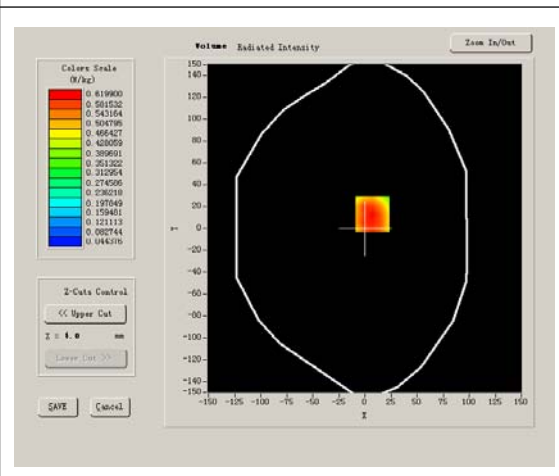 Volume Radiated Intensity
Zoom In/Out
Colors Scale
(W/kg)
0.619900
0.581532
0.543164
0.504795
0.466427
0.428059
0.389691
0.351322
0.312954
0.274586
0.236218
0.197849
0.159481
0.121113
0.082744
0.044376
Z-Cuts Control
<< Upper Cut
Lower Cut >>
SAVE
Cancel
150
140
120
100
80
60
40
20
0
-20
-40
-60
-80
-100
-120
-140
-150
Y
-150 -125 -100 -75 -50 -25 0 25 50 75 100 125 150
X